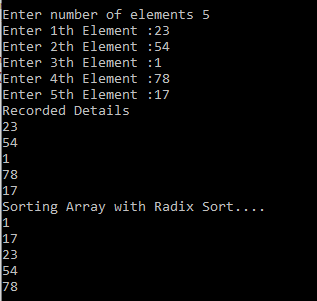 Enter number of elements 5
Enter 1th Element :23
Enter 2th Element :54
Enter 3th Element :1
Enter 4th Element :78
Enter 5th Element :17
Recorded Details
23
54
1
78
17
Sorting Array with Radix Sort....
1
17
23
54
78